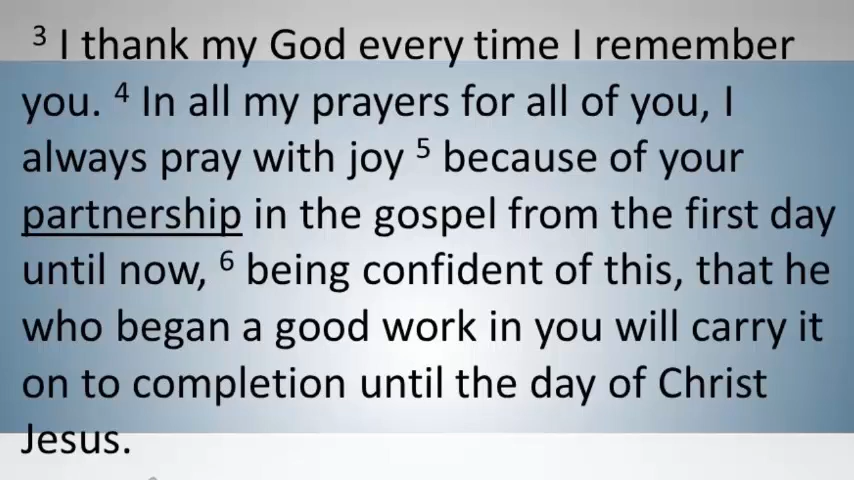 ³ I thank my God every time I remember
you. ⁴ In all my prayers for all of you, I
always pray with joy ⁵ because of your
partnership in the gospel from the first day
until now, ⁶ being confident of this, that he
who began a good work in you will carry it
on to completion until the day of Christ
Jesus.